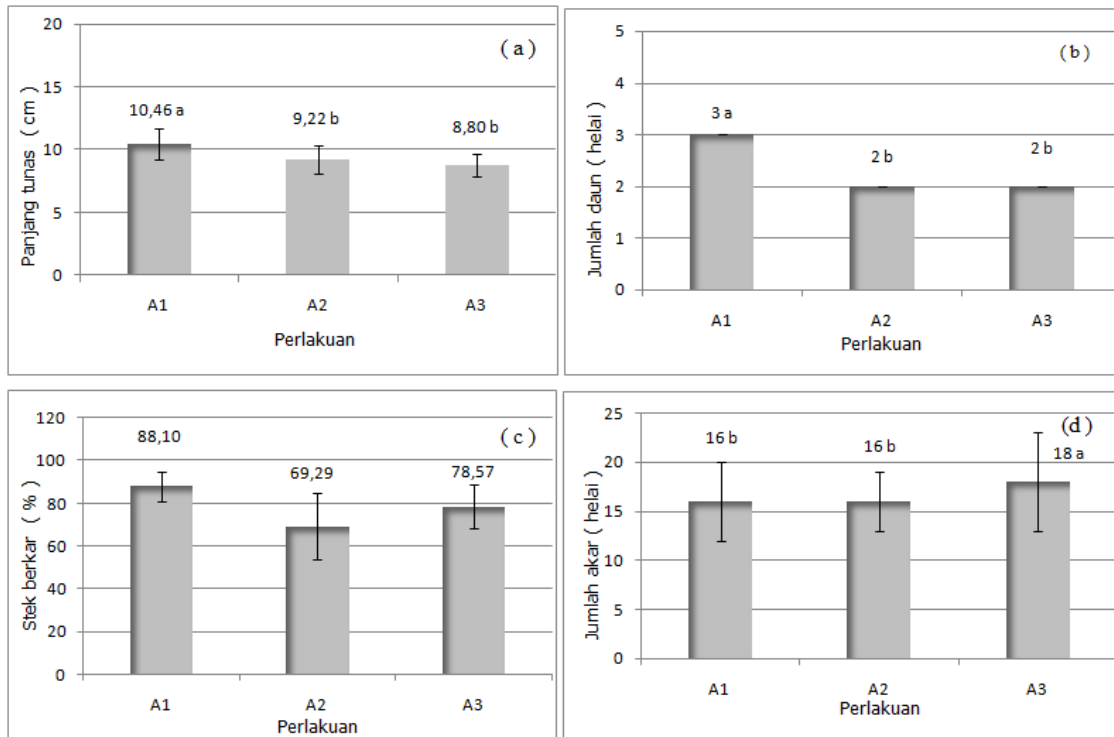 ( a )
Panjang tunas ( cm )
20
15
10
5
0
10,46 a
9,22 b
8,80 b
A1
A2
A3
Perlakuan
( b )
Jumlah daun ( helai )
5
4
3
2
1
0
3 a
2 b
2 b
A1
A2
A3
Perlakuan
( c )
Stek berkar ( % )
120
100
80
60
40
20
0
88,10
69,29
78,57
A1
A2
A3
Perlakuan
(d)
Jumlah akar ( helai )
25
20
15
10
5
0
16 b
16 b
18 a
A1
A2
A3
Perlakuan